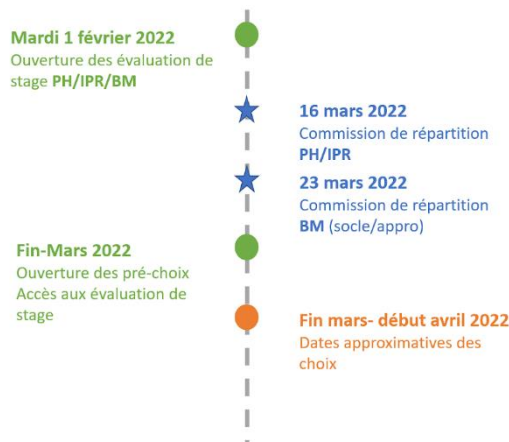 Mardi 1 février 2022
Ouverture des évaluation de
stage PH/IPR/BM
16 mars 2022
Commission de répartition
PH/IPR
23 mars 2022
Commission de répartition
BM (socle/appro)
Fin-Mars 2022
Ouverture des pré-choix
Accès aux évaluation de
stage
Fin mars- début avril 2022
Dates approximatives des
choix